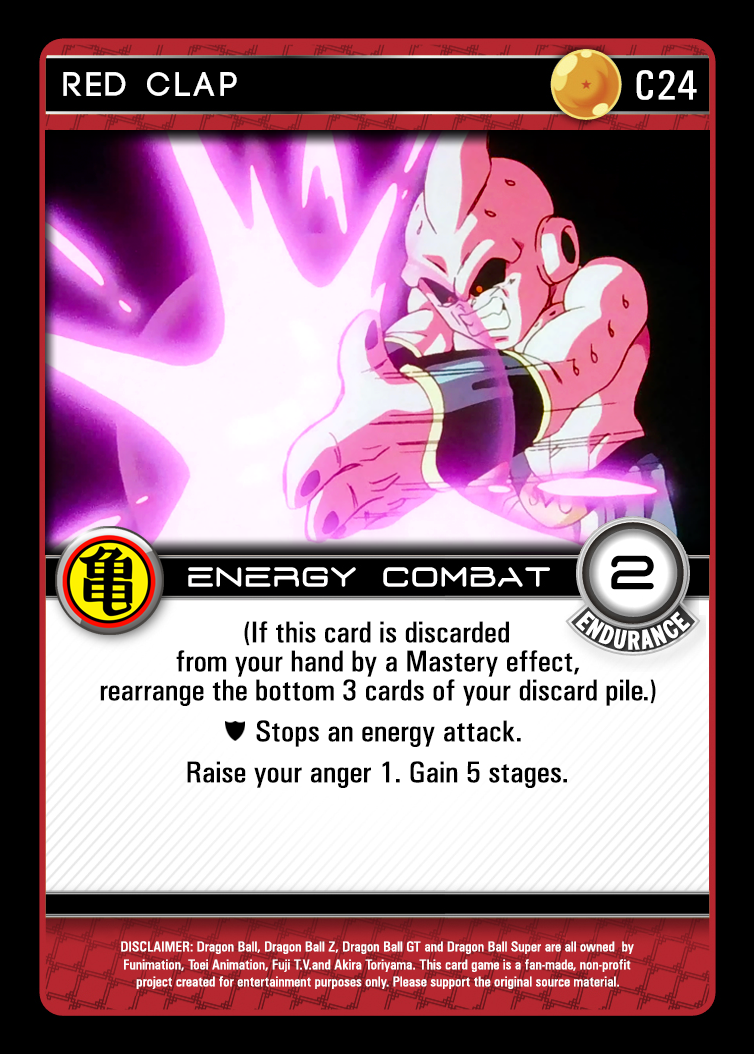 RED CLAP
C24
亀
ENERGY COMBAT
2
ENDURANCE
(If this card is discarded
from your hand by a Mastery effect,
rearrange the bottom 3 cards of your discard pile.)
Stops an energy attack.
Raise your anger 1. Gain 5 stages.
DISCLAIMER: Dragon Ball, Dragon Ball Z, Dragon Ball GT and Dragon Ball Super are all owned by
Funimation, Toei Animation, Fuji T.V.and Akira Toriyama. This card game is a fan-made, non-profit
project created for entertainment purposes only. Please support the original source material.